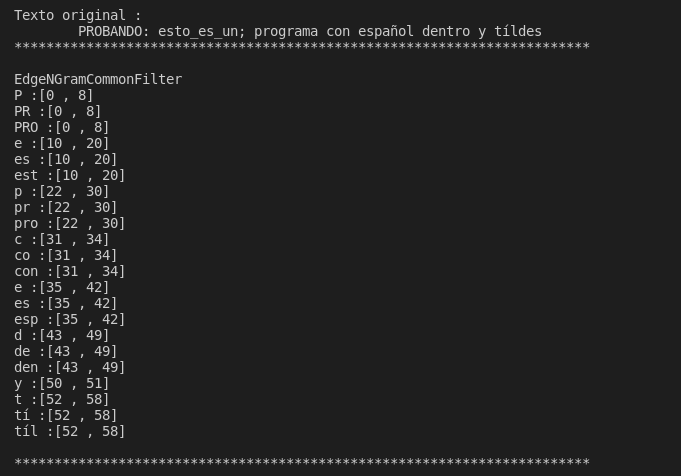 Texto original :
PROBANDO: esto_es_un; programa con español dentro y tíldes
************************************************************************
EdgeNGramCommonFilter
P :[0 , 8]
PR :[0 , 8]
PRO :[0 , 8]
e :[10 , 20]
es :[10 , 20]
est :[10 , 20]
p :[22 , 30]
pr :[22 , 30]
pro :[22 , 30]
c :[31 , 34]
co :[31 , 34]
con :[31 , 34]
e :[35 , 42]
es :[35 , 42]
esp :[35 , 42]
d :[43 , 49]
de :[43 , 49]
den :[43 , 49]
y :[50 , 51]
t :[52 , 58]
tí :[52 , 58]
tíl :[52 , 58]
************************************************************************